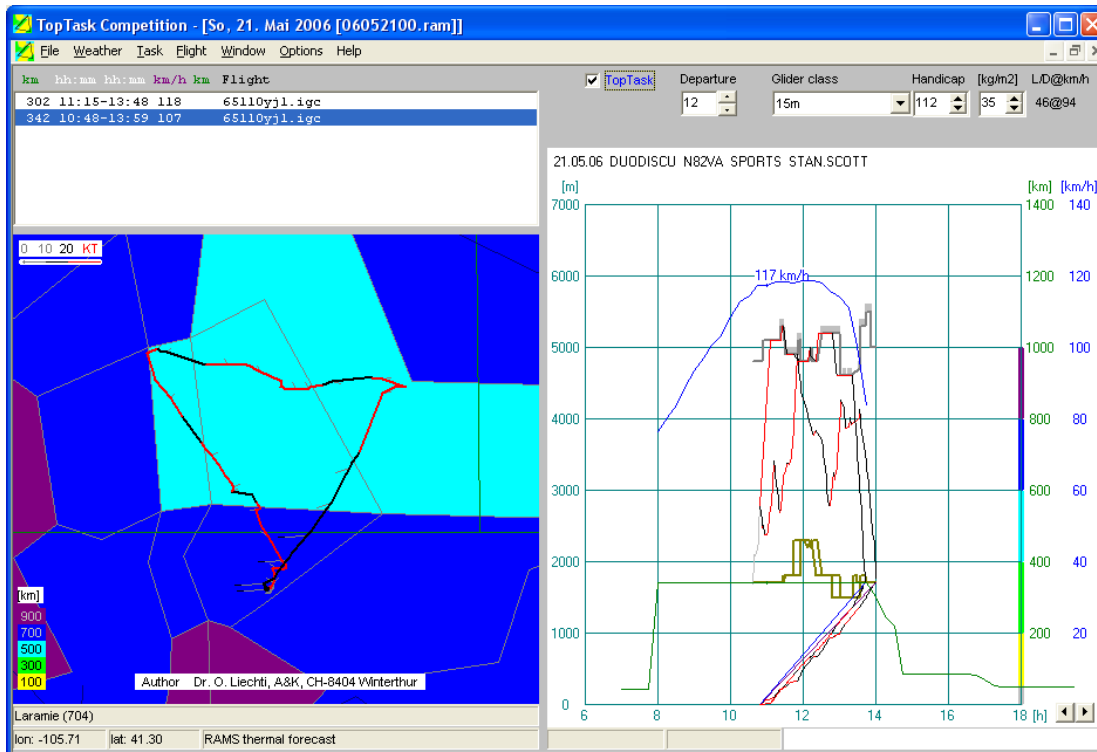 TopTask Competition - [So, 21. Mai 2006 [06052100.ram]]
File Weather Task Flight Window Options Help
km hh:mm hh:mm km/h km Flight
302 11:15-13:48 118 65110yj1.igc
342 10:48-13:59 107 65110yj1.igc
TopTask Departure Glider class Handicap [kg/m2] L/D@km/h
12 15m 112 35 46@94
21.05.06 DUODISCU N82VA SPORTS STAN.SCOTT
[m] [km] [km/h]
7000 1400 140
0 10 20 KT
6000 1200 120
117 km/h
5000 1000 100
4000 800 80
3000 600 60
2000 400 40
1000 200 20
0
6 8 10 12 14 16 18 [h]
[km]
900
700
500
300
100
Author Dr. O. Liechti, A&K, CH-8404 Winterthur
Laramie (704)
lon: -105.71 lat: 41.30 RAMS thermal forecast